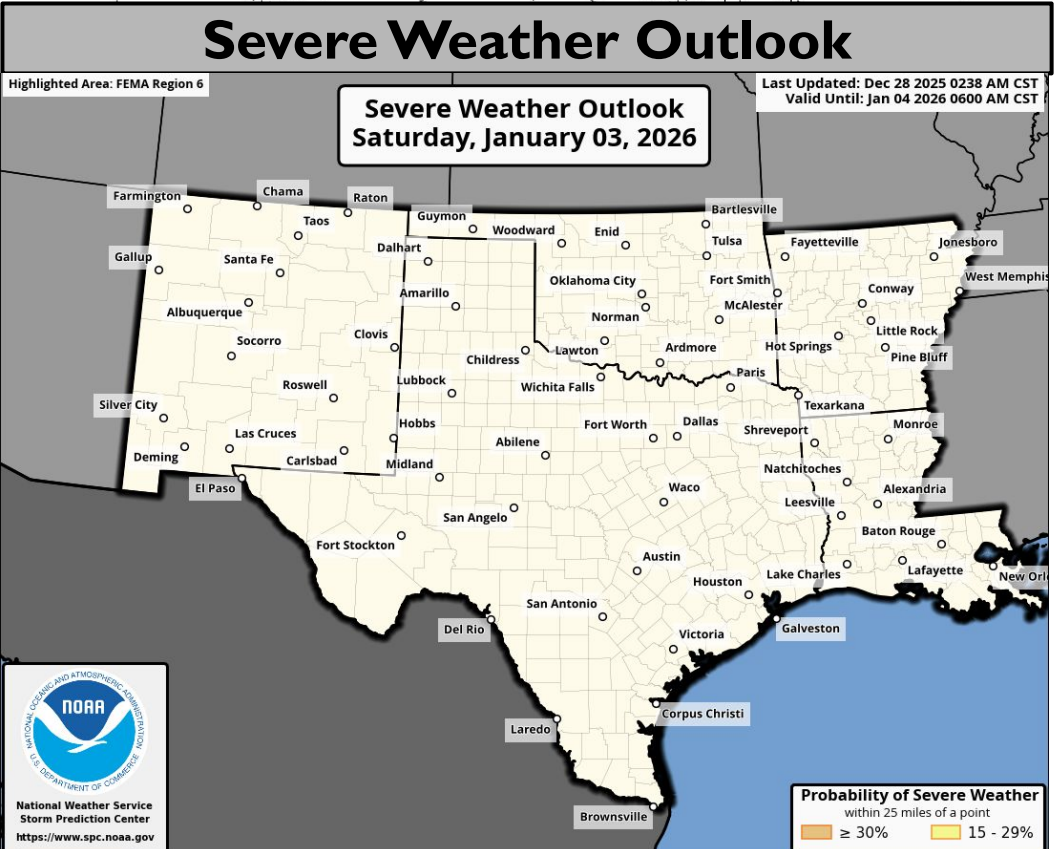 Severe Weather Outlook
Highlighted Area: FEMA Region 6
Last Updated: Dec 28 2025 0238 AM CST
Valid Until: Jan 04 2026 0600 AM CST
Severe Weather Outlook
Saturday, January 03, 2026
Farmington
Chama
Raton
Taos
Guymon
Woodward
Enid
Bartlesville
Tulsa
Fayetteville
Jonesboro
Gallup
Santa Fe
Dalhart
Oklahoma City
Fort Smith
West Memphis
Albuquerque
Amarillo
Norman
McAlester
Conway
Socorro
Clovis
Childress
Lawton
Ardmore
Hot Springs
Little Rock
Pine Bluff
Roswell
Lubbock
Wichita Falls
Paris
Texarkana
Silver City
Hobbs
Fort Worth
Dallas
Shreveport
Monroe
Las Cruces
Abilene
Deming
Carlsbad
Midland
Natchitoches
El Paso
Waco
Leesville
Alexandria
San Angelo
Fort Stockton
Baton Rouge
Austin
Houston
Lake Charles
Lafayette
New Orl
San Antonio
Del Rio
Victoria
Galveston
Laredo
Corpus Christi
Brownsville
NATIONAL OCEANIC AND ATMOSPHERIC ADMINISTRATION
NOAA
U.S. DEPARTMENT OF COMMERCE
National Weather Service
Storm Prediction Center
https://www.spc.noaa.gov
Probability of Severe Weather
within 25 miles of a point
≥ 30%
15 - 29%